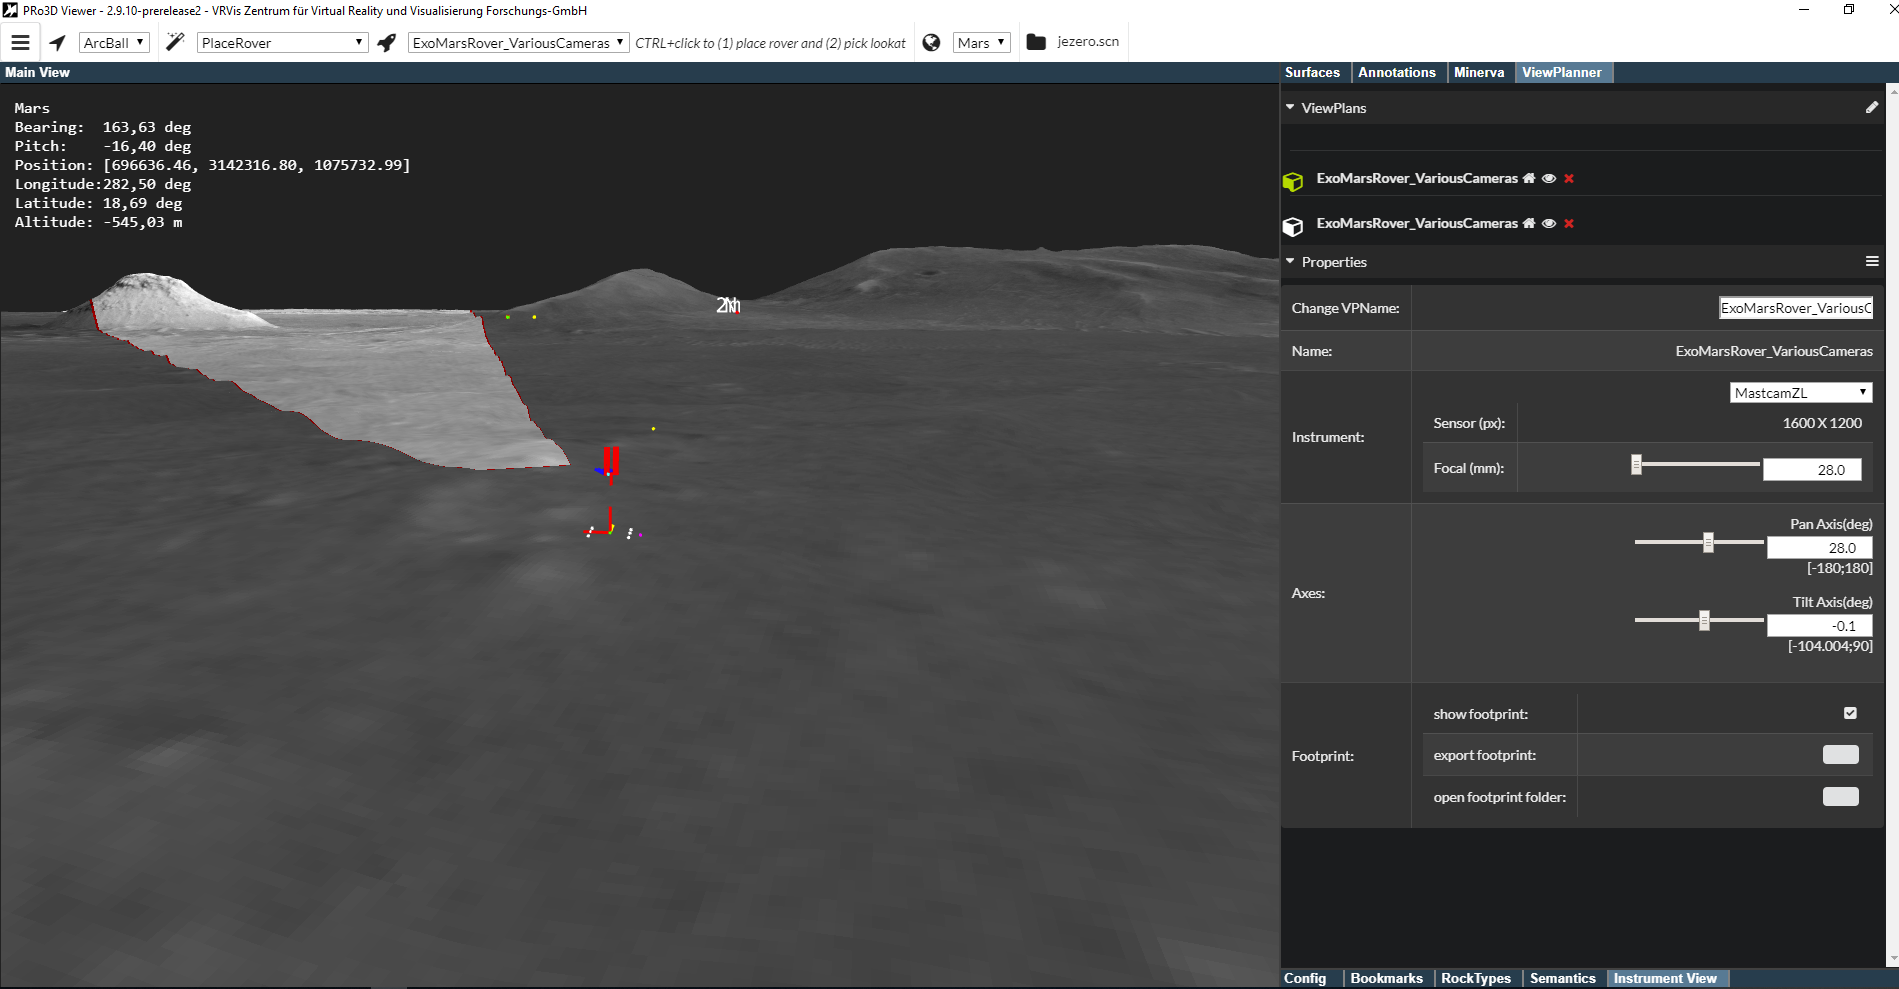 PRo3D Viewer - 2.9.10-prerelease2 - VRVis Zentrum für Virtual Reality und Visualisierung Forschungs-GmbH
ArcBall PlaceRover ExoMarsRover_VariousCameras CTRL+click to (1) place rover and (2) pick lookat Mars jezero.scn
Main View
Mars
Bearing: 163,63 deg
Pitch: -16,40 deg
Position: [696636.46, 3142316.80, 1075732.99]
Longitude:282,50 deg
Latitude: 18,69 deg
Altitude: -545,03 m
Surfaces Annotations Minerva ViewPlanner
ViewPlans
ExoMarsRover_VariousCameras
ExoMarsRover_VariousCameras
Properties
Change VPName: ExoMarsRover_VariousC
Name: ExoMarsRover_VariousCameras
Instrument:
MastcamZL
Sensor (px): 1600 X 1200
Focal (mm): 28.0
Axes:
Pan Axis(deg)
28.0
[-180;180]
Tilt Axis(deg)
-0.1
[-104.004;90]
Footprint:
show footprint:
export footprint:
open footprint folder:
Config Bookmarks RockTypes Semantics Instrument View